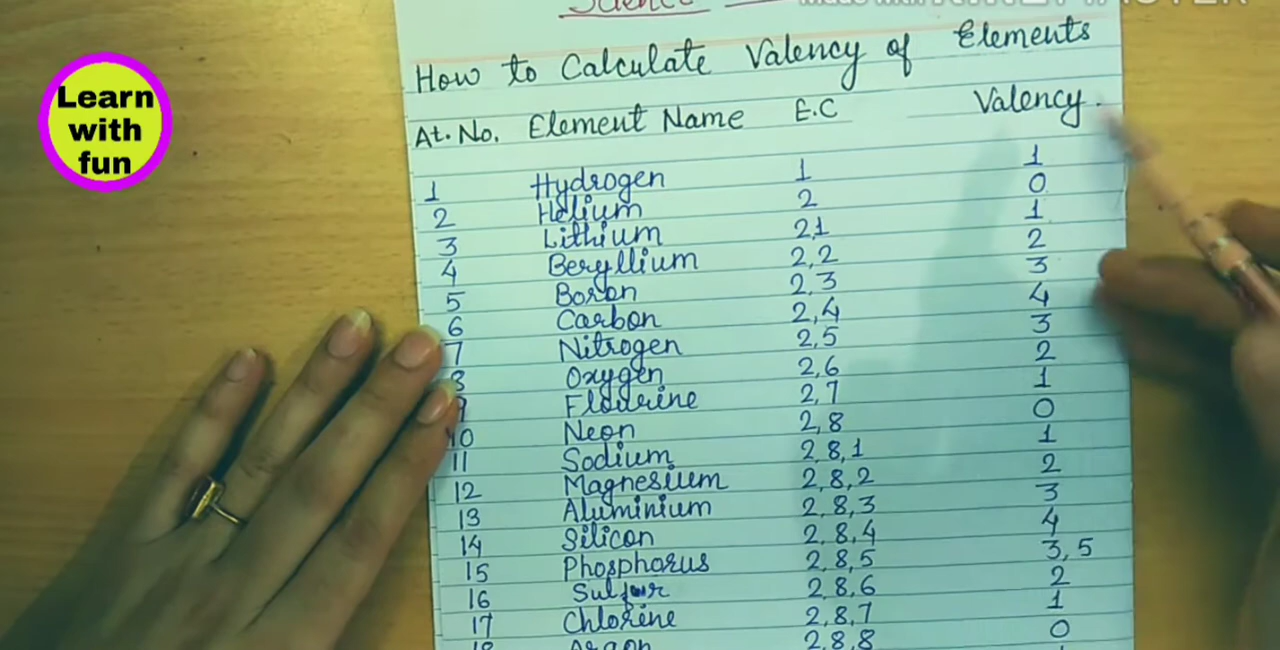 Science
Learn
with
fun
How to Calculate Valency of Elements
At. No. Element Name E.C Valency.
1 Hydrogen 1 1
2 Helium 2 0
3 Lithium 2,1 1
4 Beryllium 2,2 2
5 Boron 2,3 3
6 Carbon 2,4 4
7 Nitrogen 2,5 3
8 Oxygen 2,6 2
9 Flourine 2,7 1
10 Neon 2,8 0
11 Sodium 2,8,1 1
12 Magnesium 2,8,2 2
13 Aluminium 2,8,3 3
14 Silicon 2,8,4 4
15 Phosphorus 2,8,5 3,5
16 Sulfur 2,8,6 2
17 Chlorine 2,8,7 1
18 Argon 2,8,8 0